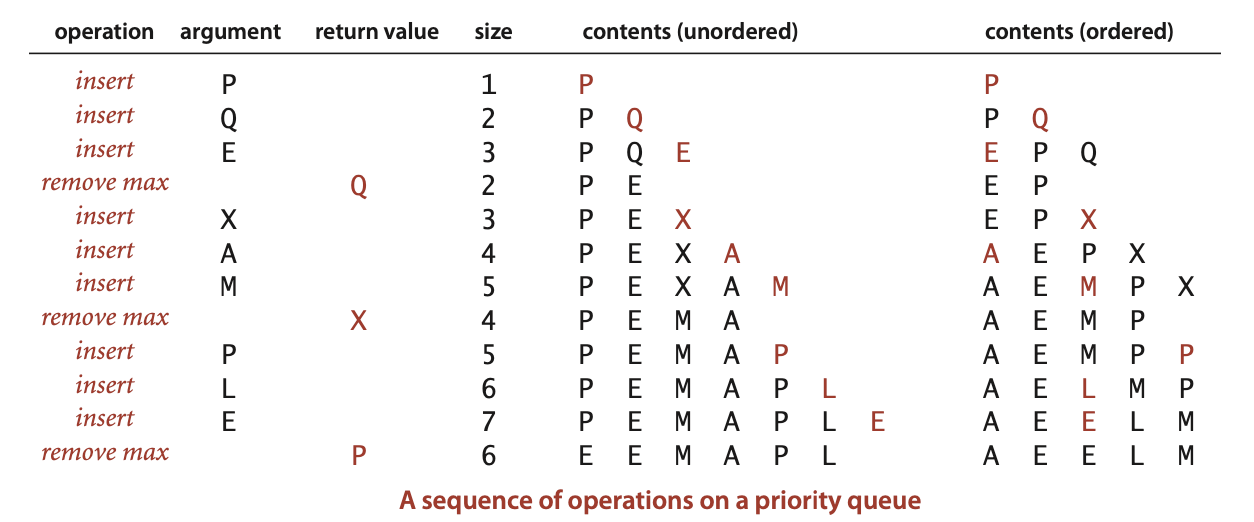 operation argument return value size contents (unordered) contents (ordered)
insert P 1 P P
insert Q 2 P Q P Q
insert E 3 P Q E E P Q
remove max Q 2 P E E P
insert X 3 P E X E P X
insert A 4 P E X A A E P X
insert M 5 P E X A M A E M P X
remove max X 4 P E M A A E M P
insert P 5 P E M A P A E M P P
insert L 6 P E M A P L A E L M P
insert E 7 P E M A P L E A E E L M
remove max P 6 E E M A P L A E E L M
A sequence of operations on a priority queue